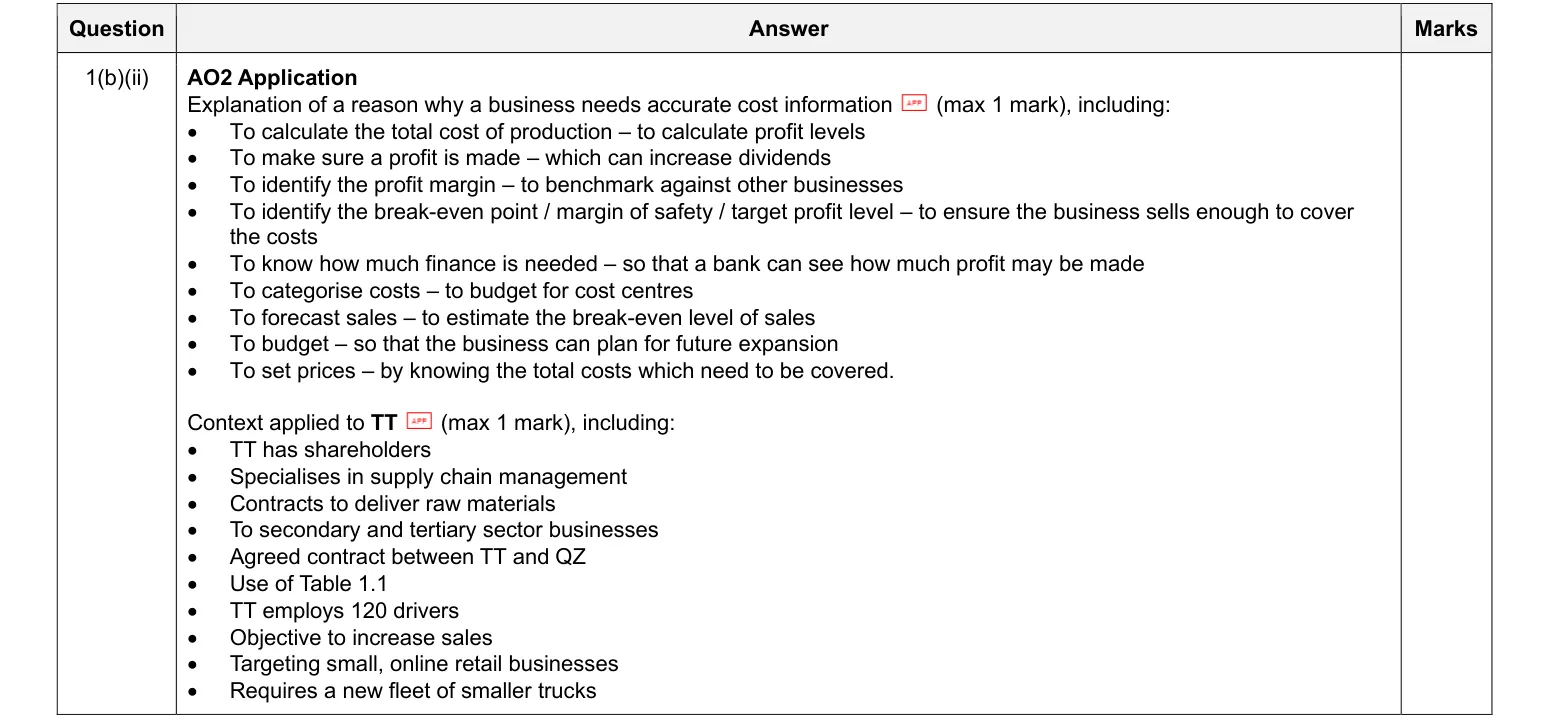 Question Answer Marks
1(b)(ii) AO2 Application
Explanation of a reason why a business needs accurate cost information APP (max 1 mark), including:
• To calculate the total cost of production – to calculate profit levels
• To make sure a profit is made – which can increase dividends
• To identify the profit margin – to benchmark against other businesses
• To identify the break-even point / margin of safety / target profit level – to ensure the business sells enough to cover
the costs
• To know how much finance is needed – so that a bank can see how much profit may be made
• To categorise costs – to budget for cost centres
• To forecast sales – to estimate the break-even level of sales
• To budget – so that the business can plan for future expansion
• To set prices – by knowing the total costs which need to be covered.
Context applied to TT APP (max 1 mark), including:
• TT has shareholders
• Specialises in supply chain management
• Contracts to deliver raw materials
• To secondary and tertiary sector businesses
• Agreed contract between TT and QZ
• Use of Table 1.1
• TT employs 120 drivers
• Objective to increase sales
• Targeting small, online retail businesses
• Requires a new fleet of smaller trucks